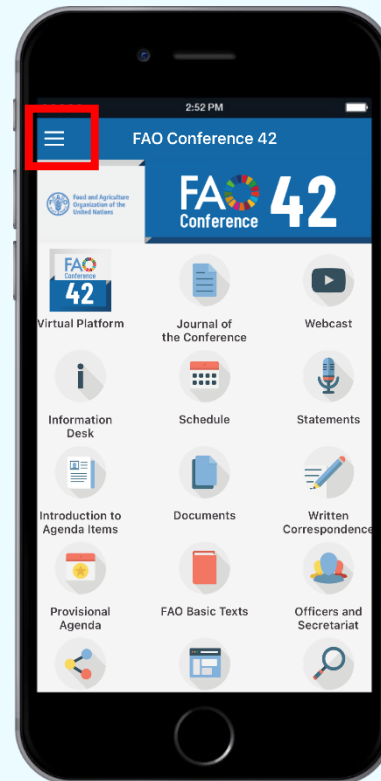 2:52 PM
FAO Conference 42
Food and Agriculture
Organization of the
United Nations
FAO
Conference
42
FAO
Conference
42
Virtual Platform
Journal of
the Conference
Webcast
Information
Desk
Schedule
Statements
Introduction to
Agenda Items
Documents
Written
Correspondence
Provisional
Agenda
FAO Basic Texts
Officers and
Secretariat